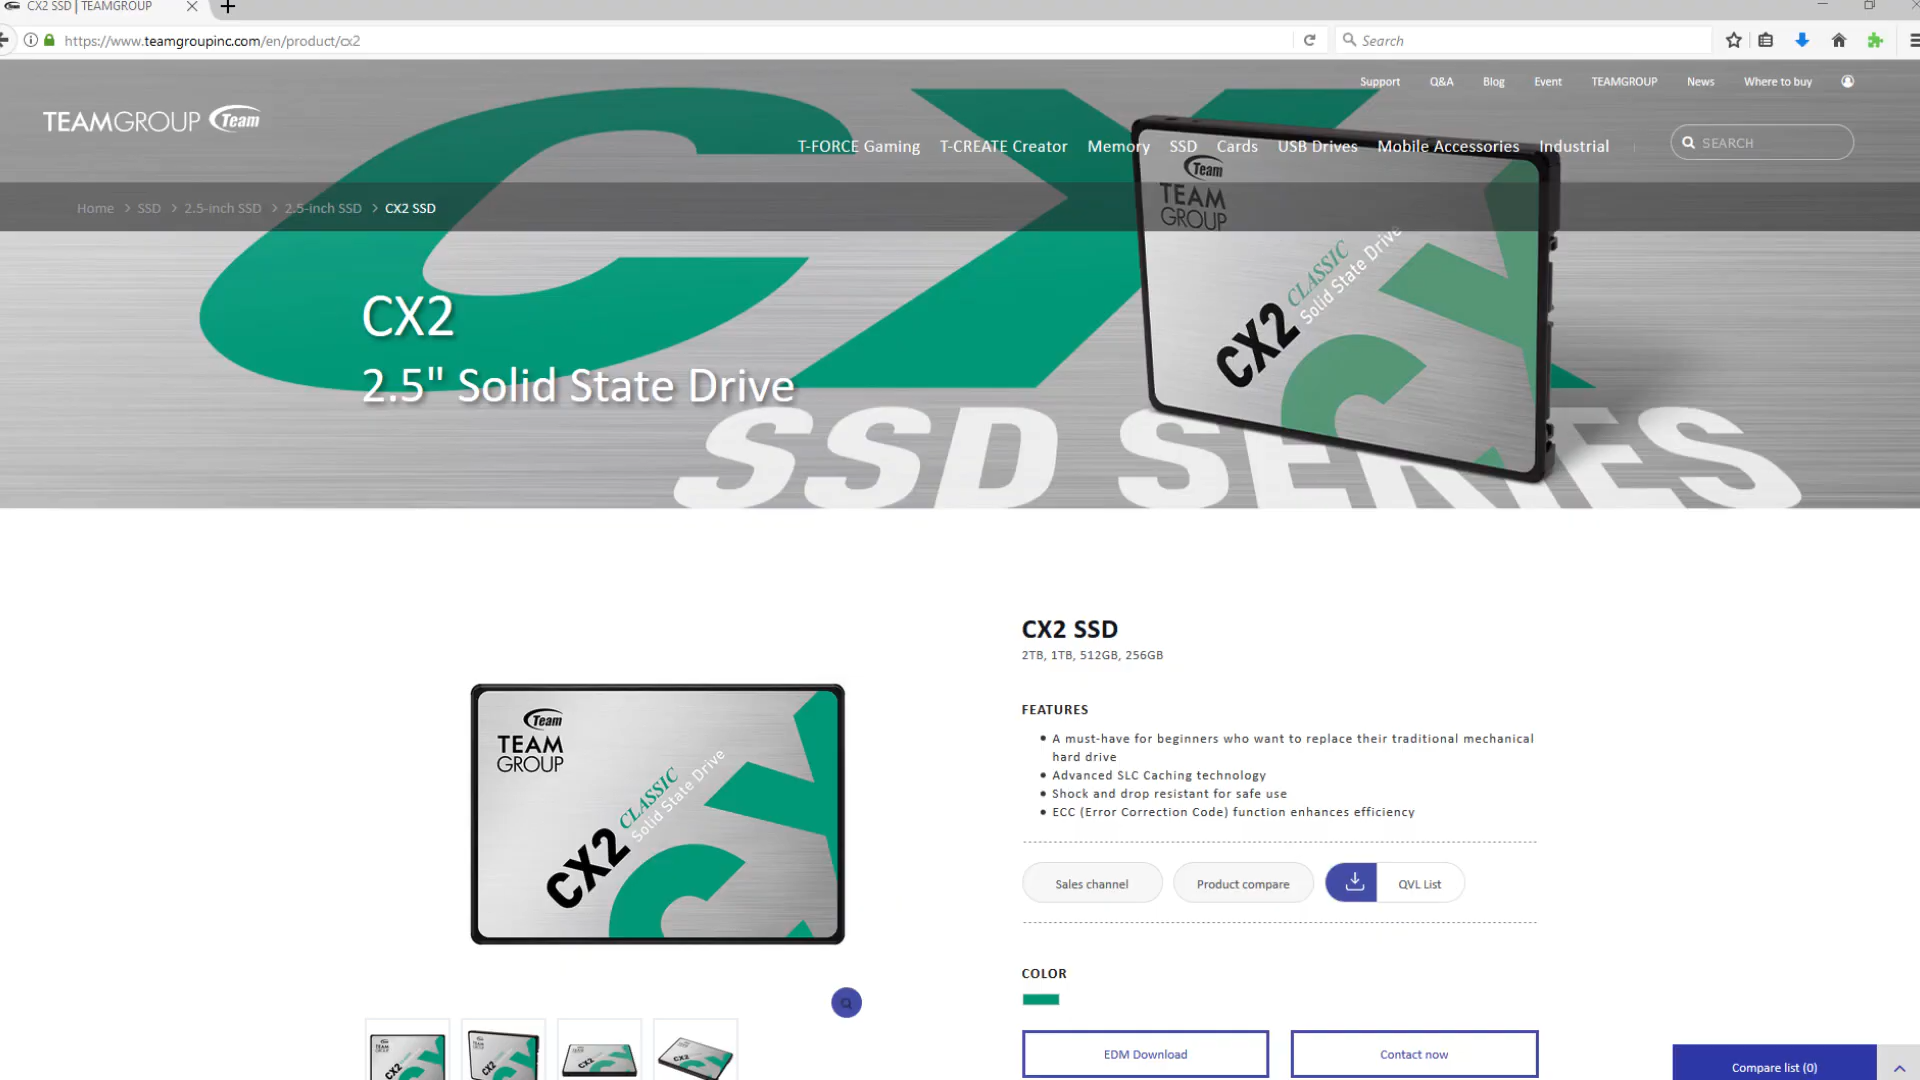 CX2 SSD | TEAMGROUP
https://www.teamgroupinc.com/en/product/cx2
Search
Support Q&A Blog Event TEAMGROUP News Where to buy
TEAMGROUP Team
T-FORCE Gaming T-CREATE Creator Memory SSD Cards USB Drives Mobile Accessories Industrial
SEARCH
Home > SSD > 2.5-inch SSD > 2.5-inch SSD > CX2 SSD
CX
Team
TEAM
GROUP
CX2 CLASSIC
Solid State Drive
CX2
2.5" Solid State Drive
SSD SERIES
CX2 SSD
2TB, 1TB, 512GB, 256GB
FEATURES
A must-have for beginners who want to replace their traditional mechanical
hard drive
Advanced SLC Caching technology
Shock and drop resistant for safe use
ECC (Error Correction Code) function enhances efficiency
Team
TEAM
GROUP
CX2 CLASSIC
Solid State Drive
Sales channel Product compare QVL List
COLOR
EDM Download Contact now
Compare list (0)